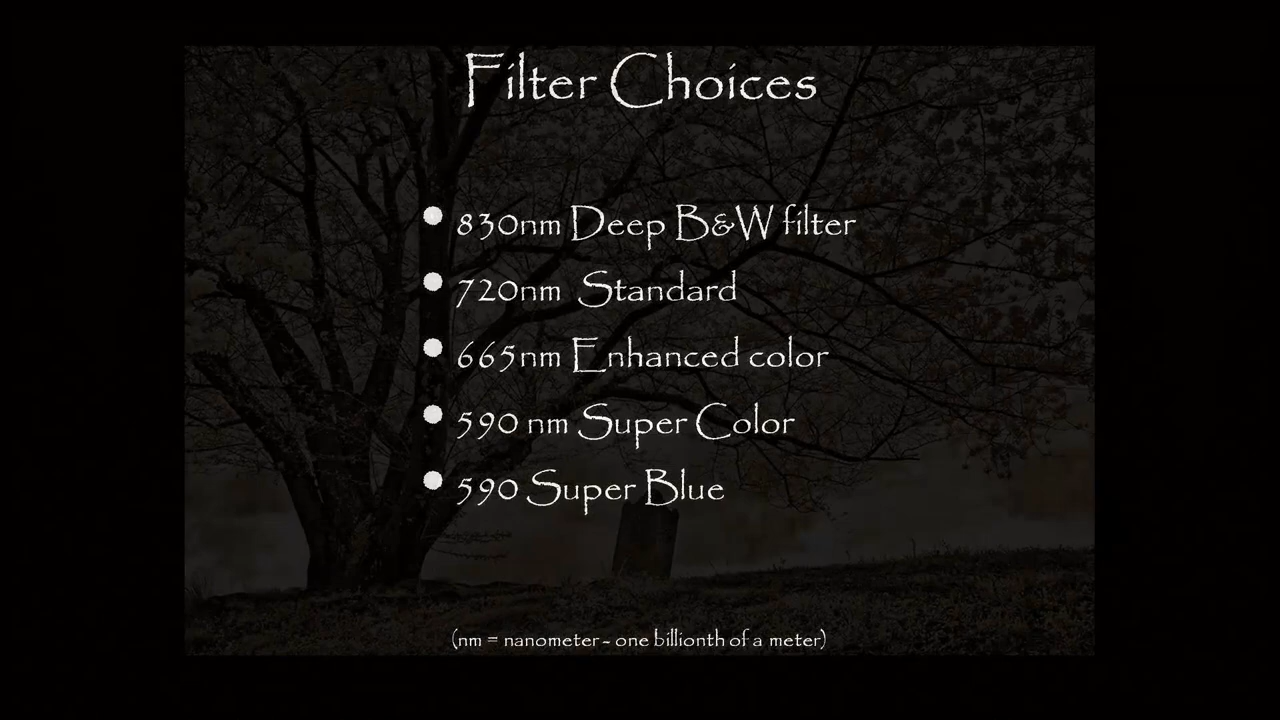 Filter Choices
830nm Deep B&W filter
720nm Standard
665nm Enhanced color
590 nm Super Color
590 Super Blue
(nm = nanometer - one billionth of a meter)